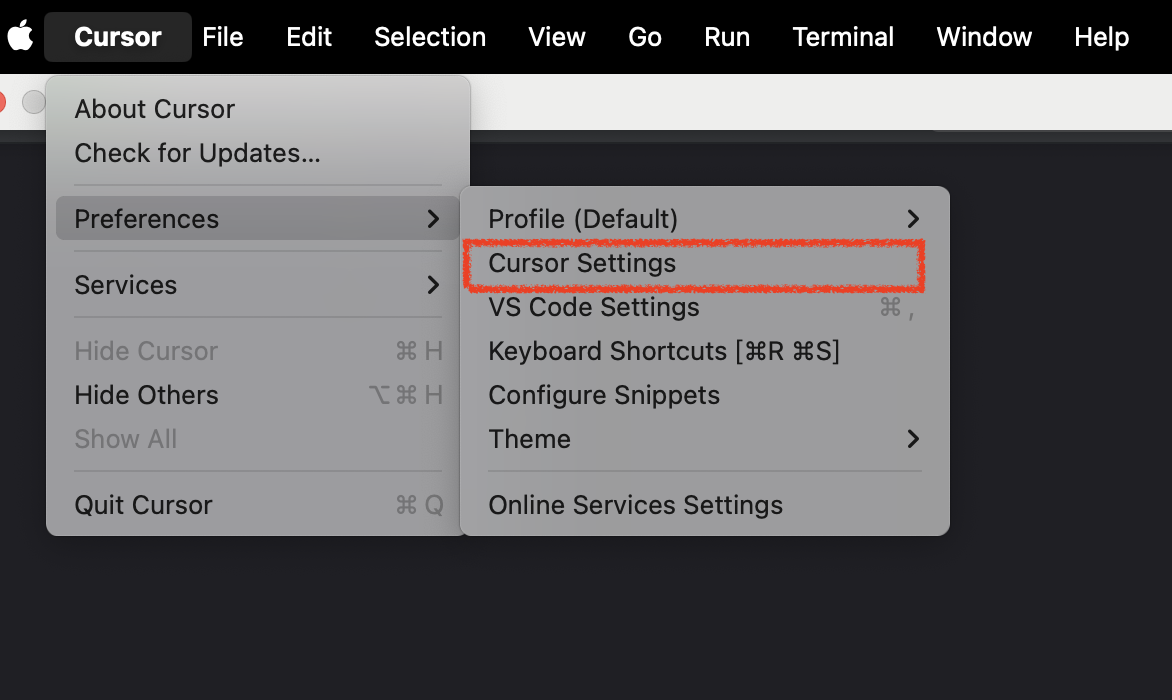 Cursor File Edit Selection View Go Run Terminal Window Help
About Cursor
Check for Updates...
Preferences
Services
Hide Cursor ⌘ H
Hide Others ⌥ ⌘ H
Show All
Quit Cursor ⌘ Q
Profile (Default)
Cursor Settings
VS Code Settings ⌘ ,
Keyboard Shortcuts [⌘R ⌘S]
Configure Snippets
Theme
Online Services Settings